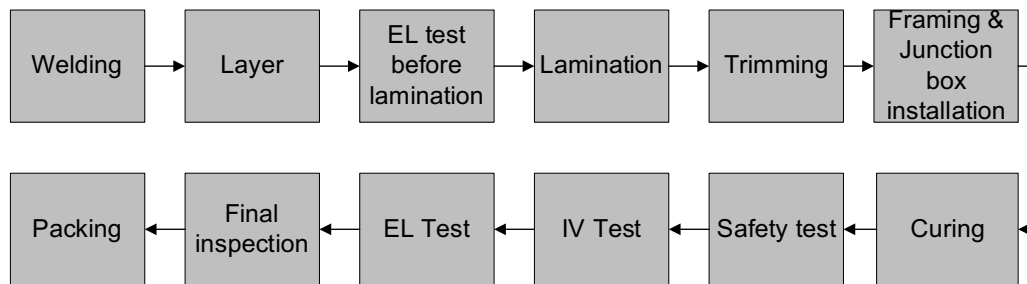 Welding
Layer
EL test
before
lamination
Lamination
Trimming
Framing &
Junction
box
installation
Packing
Final
inspection
EL Test
IV Test
Safety test
Curing